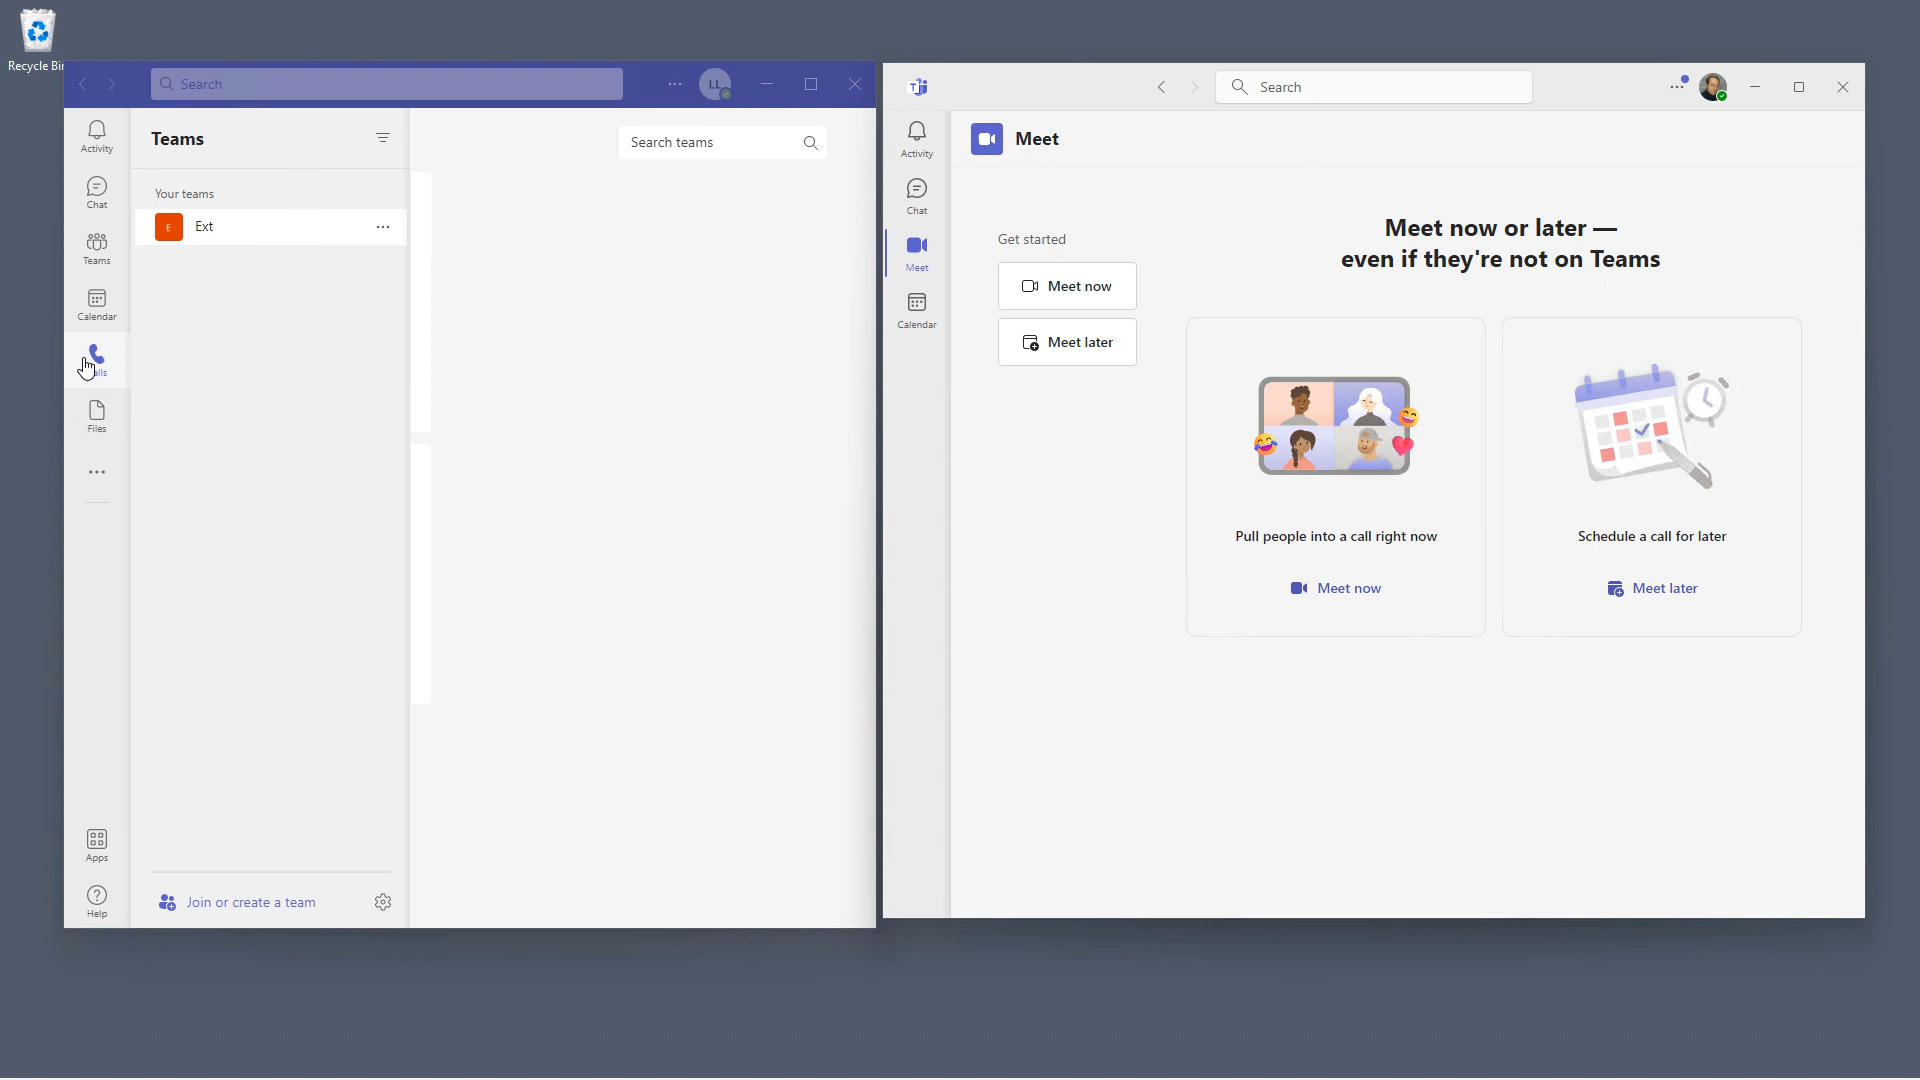 Recycle Bin
Search
LL
Activity
Chat
Teams
Calendar
Files
Apps
Help
Teams
Your teams
E
Ext
Join or create a team
Search teams
Search
Activity
Chat
Meet
Calendar
Meet
Get started
Meet now
Meet later
Meet now or later —
even if they're not on Teams
Pull people into a call right now
Meet now
Schedule a call for later
Meet later